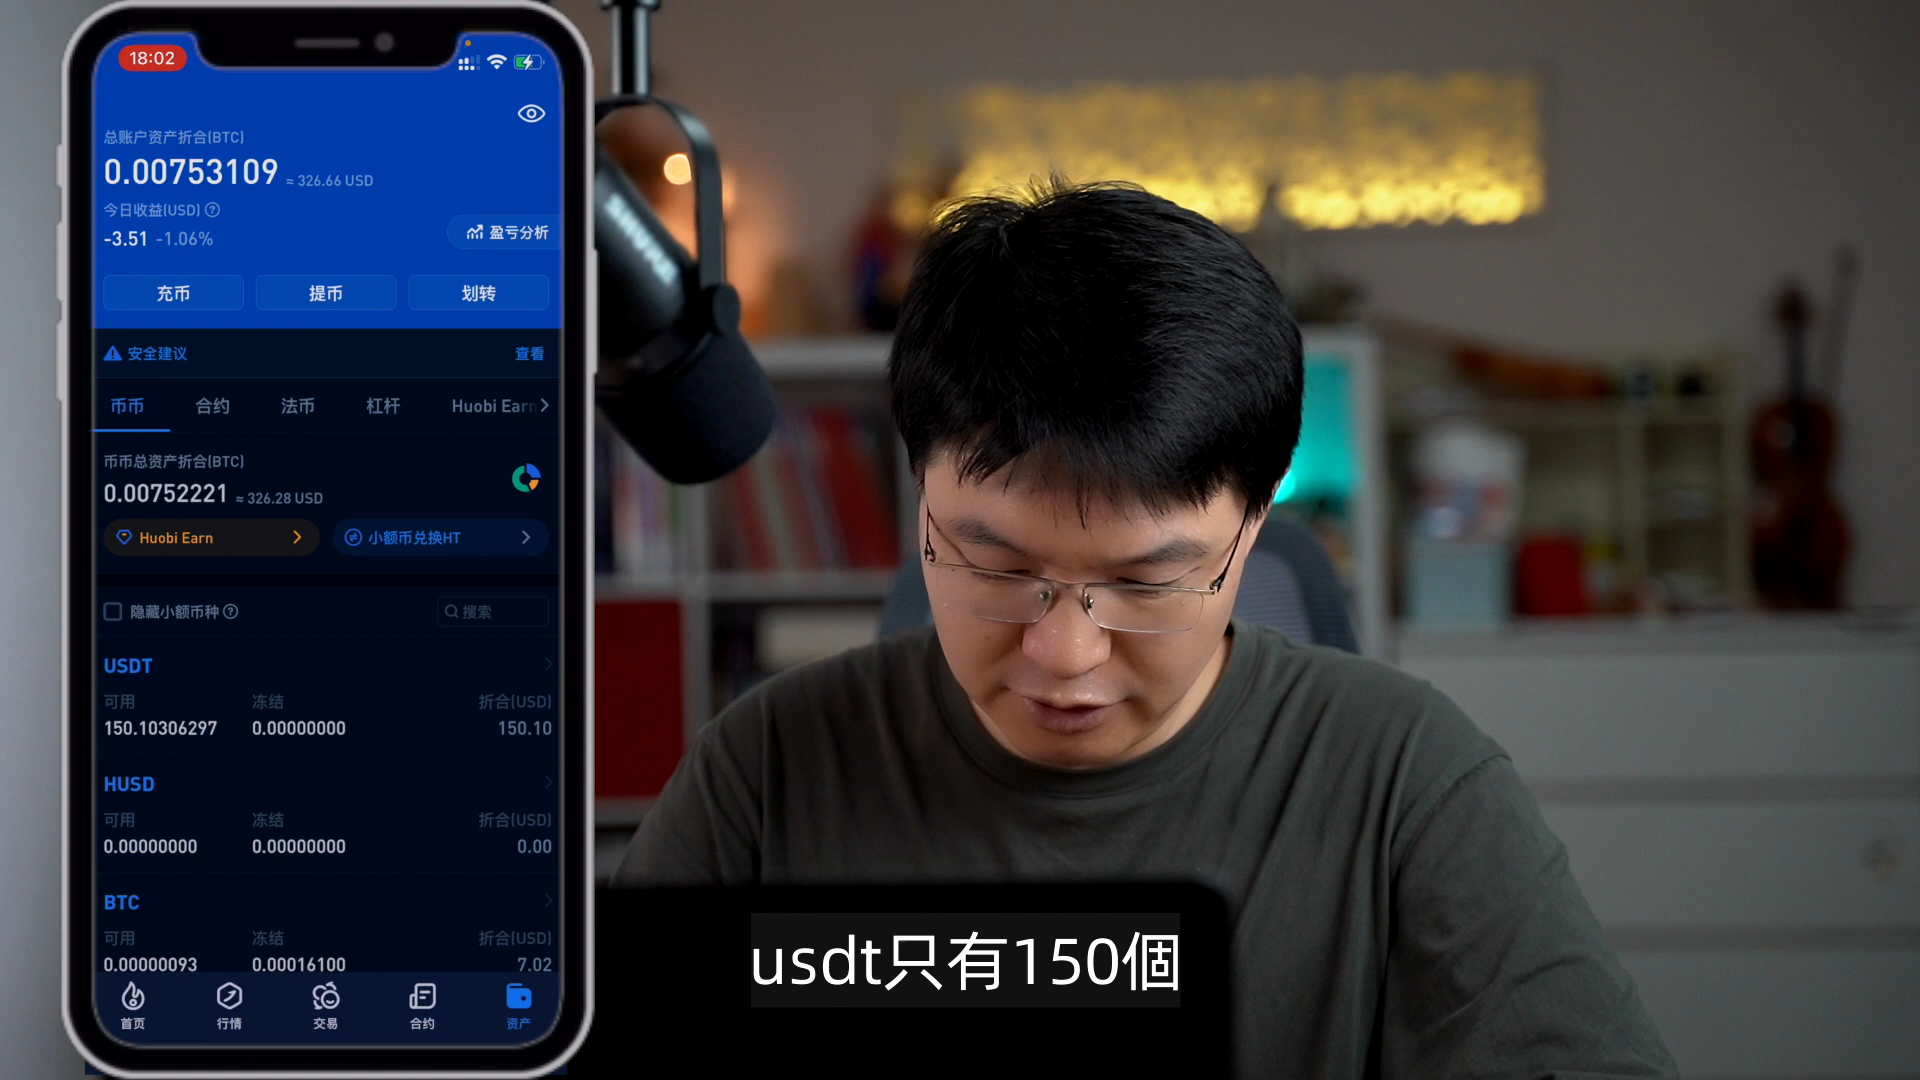 18:02
总账户资产折合(BTC)
0.00753109 ≈ 326.66 USD
今日收益(USD)
-3.51 -1.06%
盈亏分析
充币 提币 划转
安全建议 查看
币币 合约 法币 杠杆 Huobi Earn
币币总资产折合(BTC)
0.00752221 ≈ 326.28 USD
Huobi Earn 小额币兑换HT
隐藏小额币种 搜索
USDT
可用 冻结 折合(USD)
150.10306297 0.00000000 150.10
HUSD
可用 冻结 折合(USD)
0.00000000 0.00000000 0.00
BTC
可用 冻结 折合(USD)
0.00000093 0.00016100 7.02
首页 行情 交易 合约 资产
SHURE
usdt只有150個